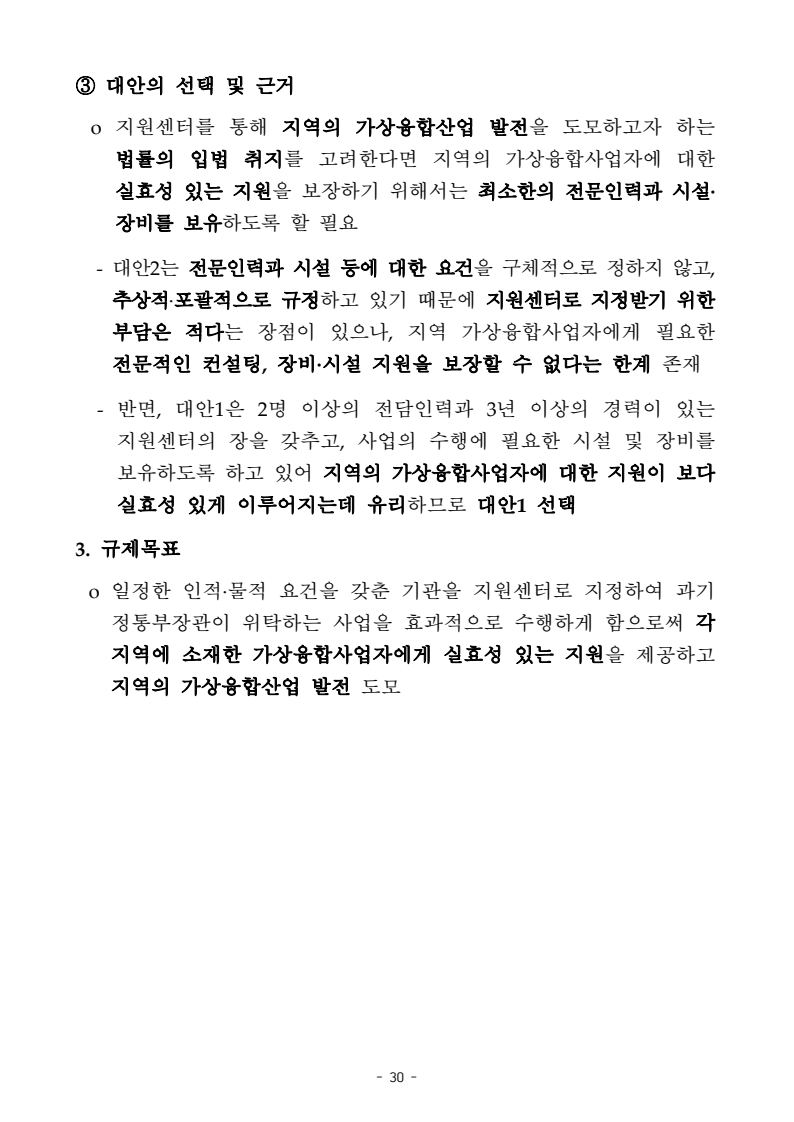 ③ 대안의 선택 및 근거
o 지원센터를 통해 지역의 가상융합산업 발전을 도모하고자 하는
법률의 입법 취지를 고려한다면 지역의 가상융합사업자에 대한
실효성 있는 지원을 보장하기 위해서는 최소한의 전문인력과 시설·
장비를 보유하도록 할 필요
- 대안2는 전문인력과 시설 등에 대한 요건을 구체적으로 정하지 않고,
추상적·포괄적으로 규정하고 있기 때문에 지원센터로 지정받기 위한
부담은 적다는 장점이 있으나, 지역 가상융합사업자에게 필요한
전문적인 컨설팅, 장비·시설 지원을 보장할 수 없다는 한계 존재
- 반면, 대안1은 2명 이상의 전담인력과 3년 이상의 경력이 있는
지원센터의 장을 갖추고, 사업의 수행에 필요한 시설 및 장비를
보유하도록 하고 있어 지역의 가상융합사업자에 대한 지원이 보다
실효성 있게 이루어지는데 유리하므로 대안1 선택
3. 규제목표
o 일정한 인적·물적 요건을 갖춘 기관을 지원센터로 지정하여 과기
정통부장관이 위탁하는 사업을 효과적으로 수행하게 함으로써 각
지역에 소재한 가상융합사업자에게 실효성 있는 지원을 제공하고
지역의 가상융합산업 발전 도모
- 30 -